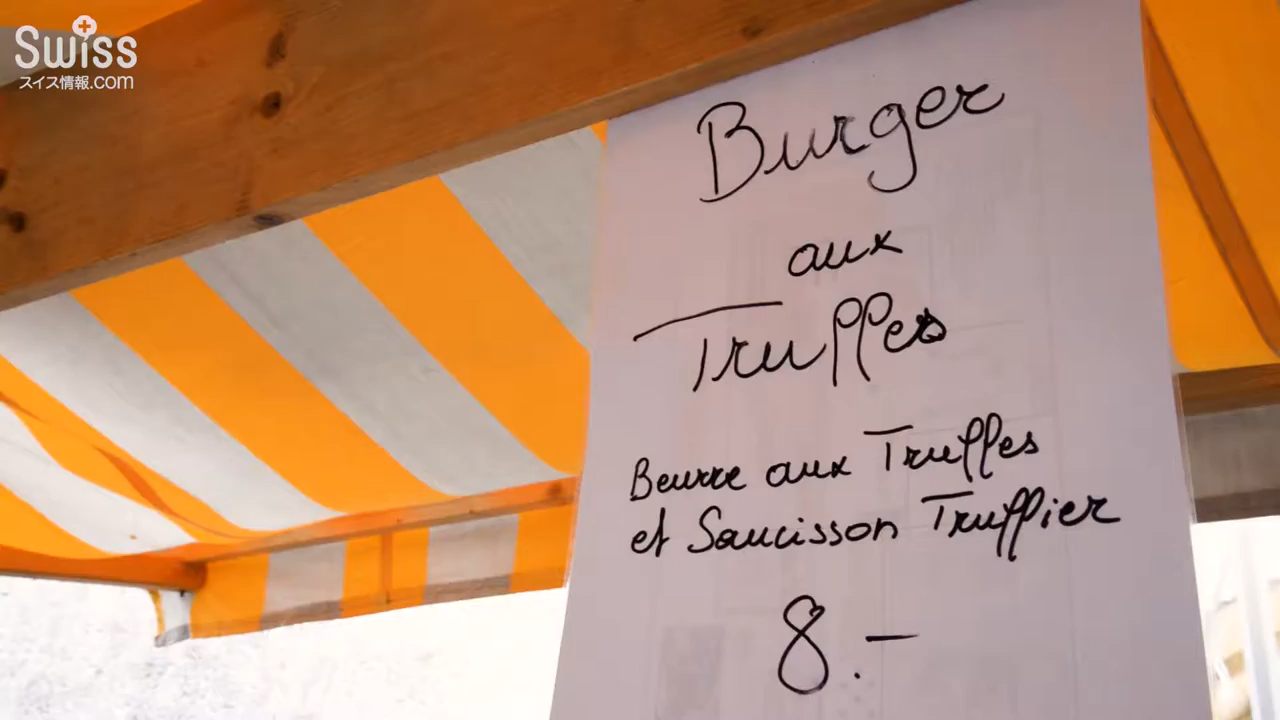 Swiss
スイス情報.com
Burger
aux
Truffes
Beurre aux Truffes
et Saucisson Truffier
8.-